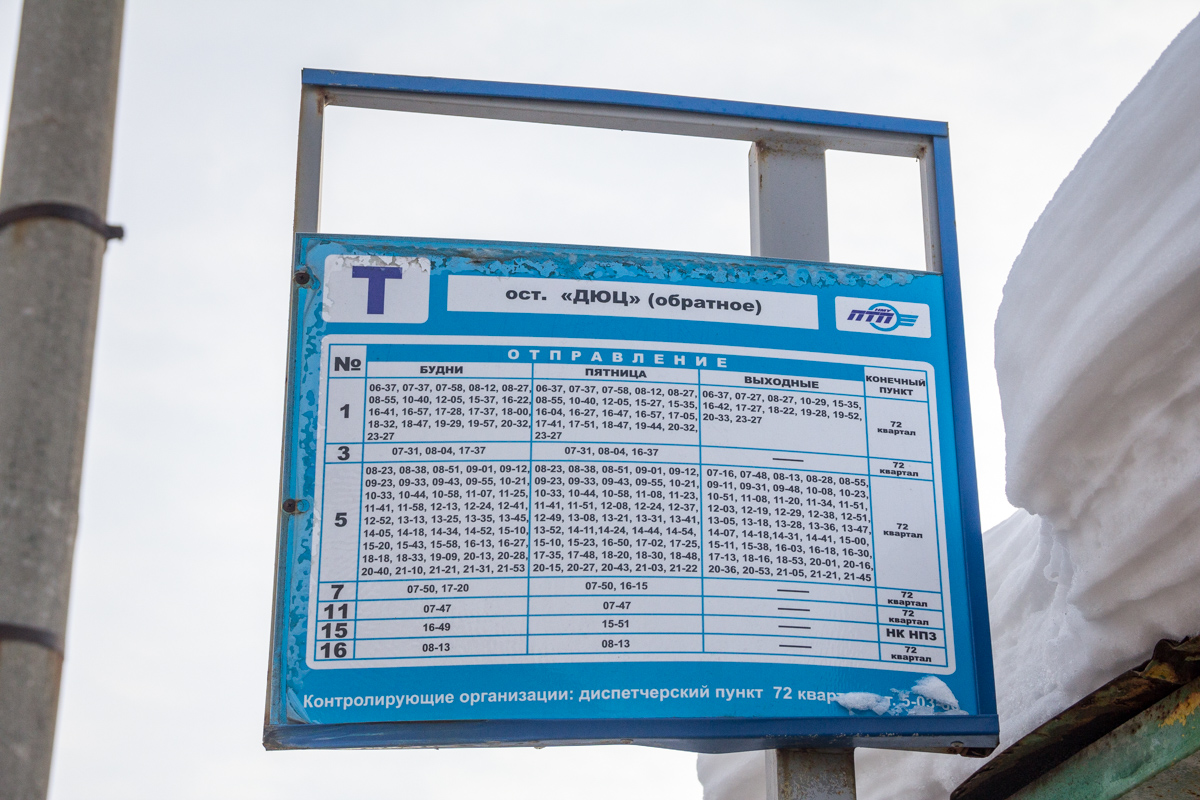 Т
ост. «ДЮЦ» (обратное)
ПТП
№
ОТПРАВЛЕНИЕ
БУДНИ
ПЯТНИЦА
ВЫХОДНЫЕ
КОНЕЧНЫЙ
ПУНКТ
1
06-37, 07-37, 07-58, 08-12, 08-27,
08-55, 10-40, 12-05, 15-37, 16-22,
16-41, 16-57, 17-28, 17-37, 18-00,
18-32, 18-47, 19-29, 19-57, 20-32,
23-27
06-37, 07-37, 07-58, 08-12, 08-27,
08-55, 10-40, 12-05, 15-27, 15-35,
16-04, 16-27, 16-47, 16-57, 17-05,
17-41, 17-51, 18-47, 19-44, 20-32,
23-27
06-37, 07-27, 08-27, 10-29, 15-35,
16-42, 17-27, 18-22, 19-28, 19-52,
20-33, 23-27
72
квартал
3
07-31, 08-04, 17-37
07-31, 08-04, 16-37
—
72
квартал
5
08-23, 08-38, 08-51, 09-01, 09-12,
09-23, 09-33, 09-43, 09-55, 10-21,
10-33, 10-44, 10-58, 11-07, 11-25,
11-41, 11-58, 12-13, 12-24, 12-41,
12-52, 13-13, 13-25, 13-35, 13-45,
14-05, 14-18, 14-34, 14-52, 15-10,
15-20, 15-43, 15-58, 16-13, 16-27,
18-18, 18-33, 19-09, 20-13, 20-28,
20-40, 21-10, 21-21, 21-31, 21-53
08-23, 08-38, 08-51, 09-01, 09-12,
09-23, 09-33, 09-43, 09-55, 10-21,
10-33, 10-44, 10-58, 11-08, 11-23,
11-41, 11-51, 12-08, 12-24, 12-37,
12-49, 13-08, 13-21, 13-31, 13-41,
13-52, 14-11,14-24, 14-44, 14-54,
15-10, 15-23, 16-50, 17-02, 17-25,
17-35, 17-48, 18-20, 18-30, 18-48,
20-15, 20-27, 20-43, 21-03, 21-22
07-16, 07-48, 08-13, 08-28, 08-55,
09-11, 09-31, 09-48, 10-08, 10-23,
10-51, 11-08, 11-20, 11-34, 11-51,
12-03, 12-19, 12-29, 12-38, 12-51,
13-05, 13-18, 13-28, 13-36, 13-47,
14-07, 14-18,14-31, 14-41, 15-00,
15-11, 15-38, 16-03, 16-18, 16-30,
17-13, 18-16, 18-53, 20-01, 20-16,
20-36, 20-53, 21-05, 21-21, 21-45
72
квартал
7
07-50, 17-20
07-50, 16-15
—
72
квартал
11
07-47
07-47
—
72
квартал
15
16-49
15-51
—
НК НПЗ
16
08-13
08-13
—
72
квартал
Контролирующие организации: диспетчерский пункт 72